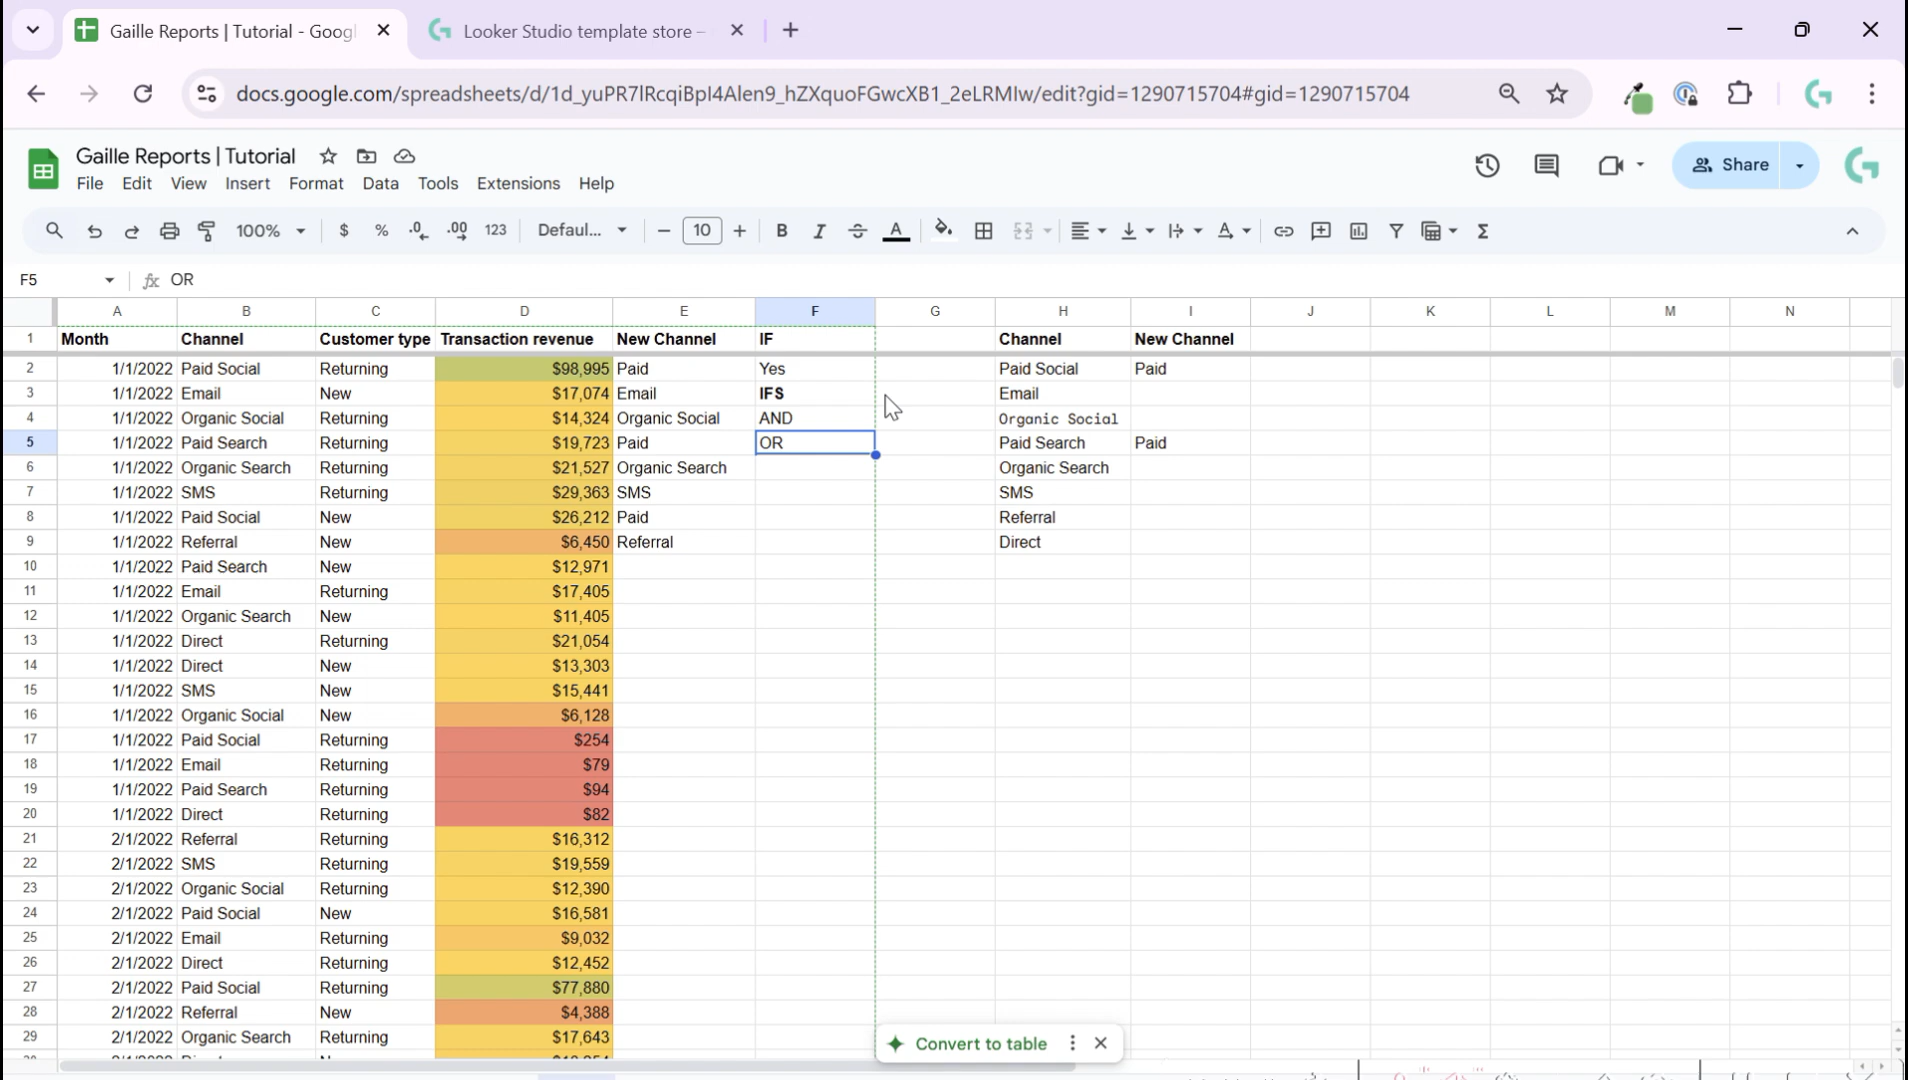 Gaille Reports | Tutorial - Googl
Looker Studio template store –
docs.google.com/spreadsheets/d/1d_yuPR7lRcqiBpI4Alen9_hZXquoFGwcXB1_2eLRMIw/edit?gid=1290715704#gid=1290715704
Gaille Reports | Tutorial
File Edit View Insert Format Data Tools Extensions Help
Share
100% $ % .0 .00 123 Defaul... 10 B I A
F5 fx OR
A B C D E F G H I J K L M N
1 Month Channel Customer type Transaction revenue New Channel IF Channel New Channel
2 1/1/2022 Paid Social Returning $98,995 Paid Yes Paid Social Paid
3 1/1/2022 Email New $17,074 Email IFS Email
4 1/1/2022 Organic Social Returning $14,324 Organic Social AND Organic Social
5 1/1/2022 Paid Search Returning $19,723 Paid OR Paid Search Paid
6 1/1/2022 Organic Search Returning $21,527 Organic Search Organic Search
7 1/1/2022 SMS Returning $29,363 SMS SMS
8 1/1/2022 Paid Social New $26,212 Paid Referral
9 1/1/2022 Referral New $6,450 Referral Direct
10 1/1/2022 Paid Search New $12,971
11 1/1/2022 Email Returning $17,405
12 1/1/2022 Organic Search New $11,405
13 1/1/2022 Direct Returning $21,054
14 1/1/2022 Direct New $13,303
15 1/1/2022 SMS New $15,441
16 1/1/2022 Organic Social New $6,128
17 1/1/2022 Paid Social Returning $254
18 1/1/2022 Email Returning $79
19 1/1/2022 Paid Search Returning $94
20 1/1/2022 Direct Returning $82
21 2/1/2022 Referral Returning $16,312
22 2/1/2022 SMS Returning $19,559
23 2/1/2022 Organic Social Returning $12,390
24 2/1/2022 Paid Social New $16,581
25 2/1/2022 Email Returning $9,032
26 2/1/2022 Direct Returning $12,452
27 2/1/2022 Paid Social Returning $77,880
28 2/1/2022 Referral New $4,388
29 2/1/2022 Organic Search Returning $17,643
Convert to table